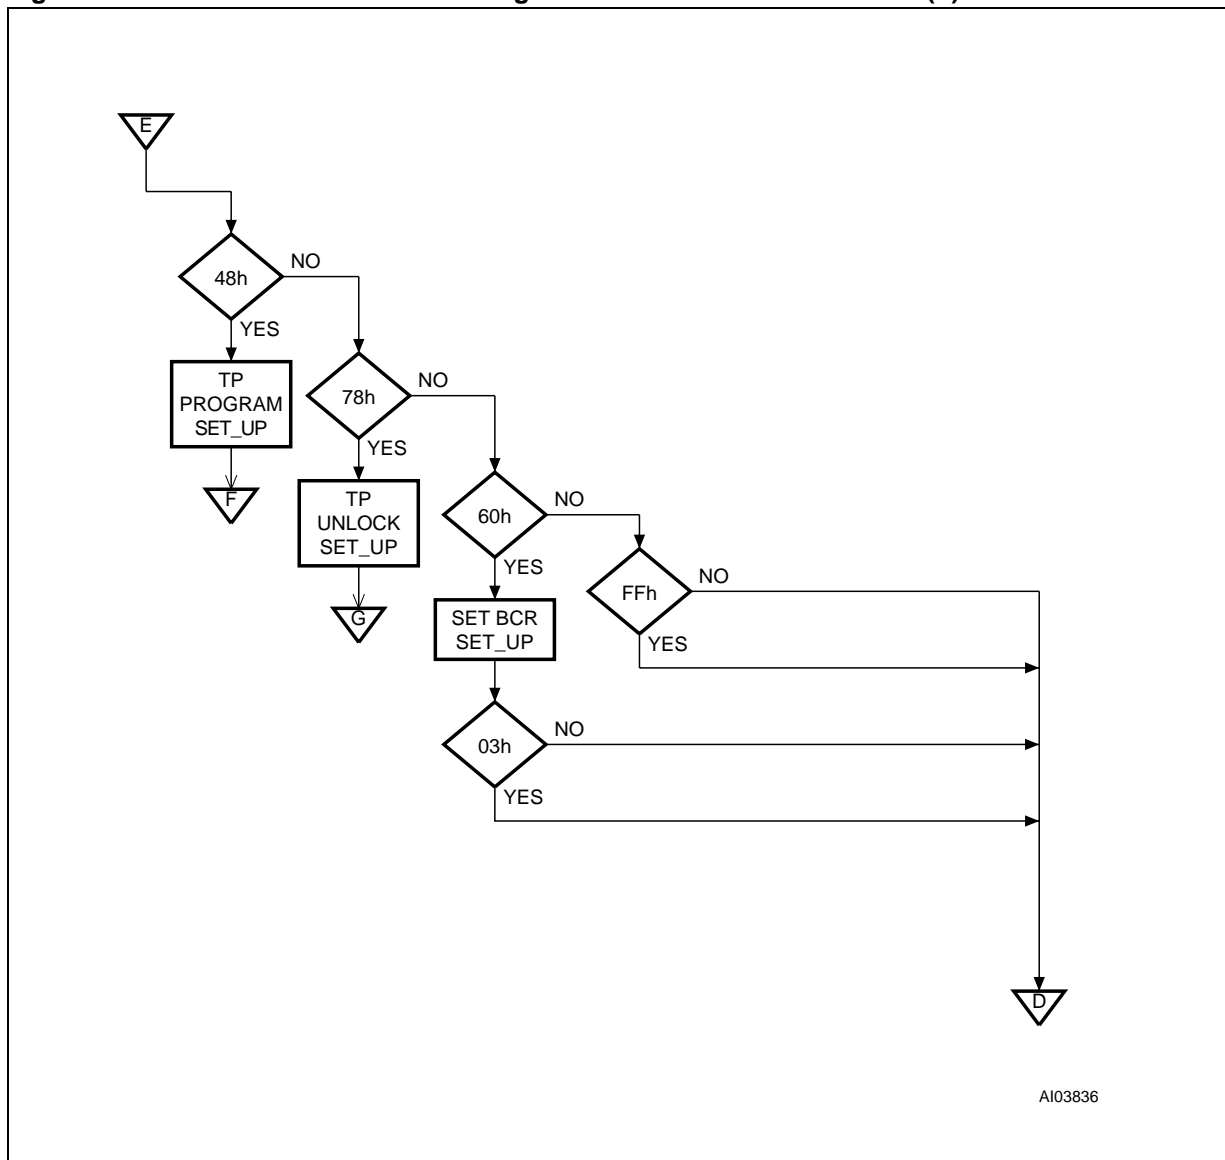 E
48h
NO
YES
TP
PROGRAM
SET_UP
F
78h
NO
YES
TP
UNLOCK
SET_UP
G
60h
NO
YES
SET BCR
SET_UP
FFh
NO
YES
03h
NO
YES
D
AI03836